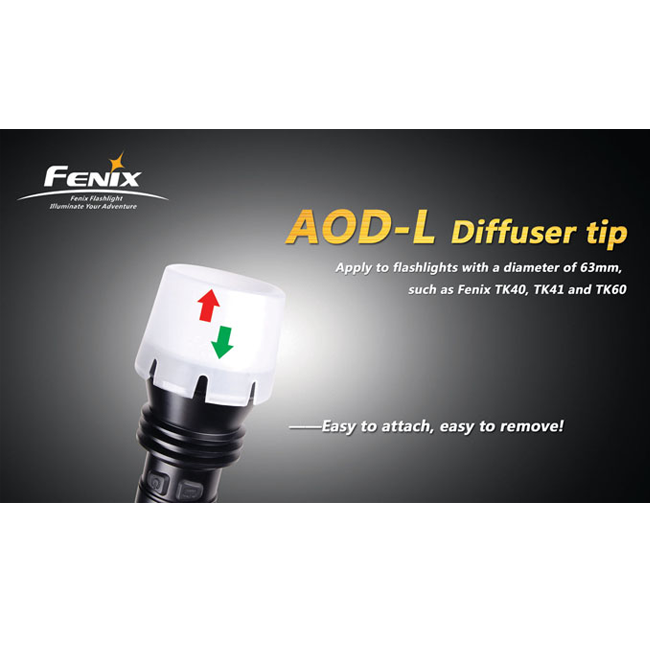 FENIX
Fenix Flashlight
Illuminate Your Adventure
AOD-L Diffuser tip
Apply to flashlights with a diameter of 63mm,
such as Fenix TK40, TK41 and TK60
——Easy to attach, easy to remove!